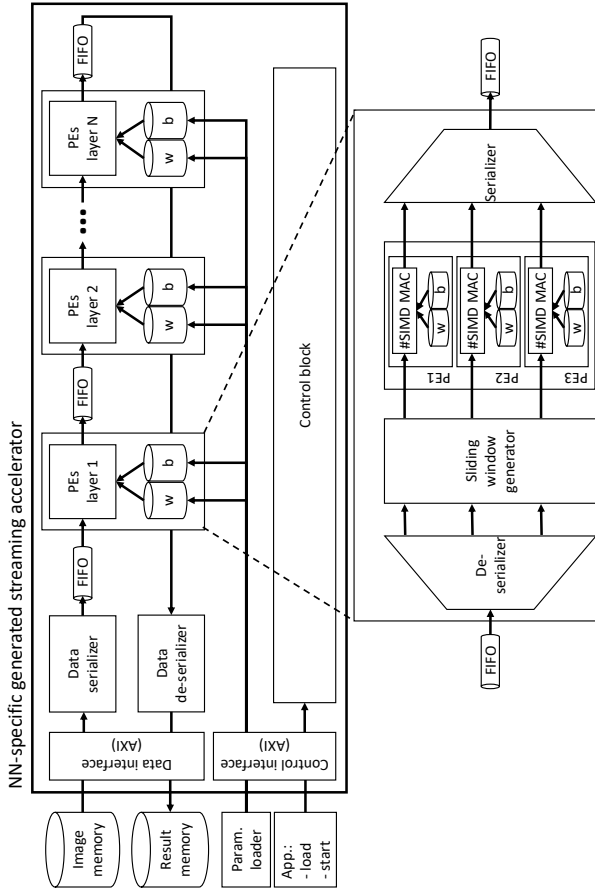 NN-specific generated streaming accelerator
Image
memory
Result
memory
Param.
loader
App.:
- load
- start
Data interface
(AXI)
Control interface
(AXI)
Data
serializer
Data
de-serializer
FIFO
PEs
layer 1
w
b
FIFO
PEs
layer 2
w
b
....
PEs
layer N
w
b
FIFO
Control block
FIFO
De-
serializer
Sliding
window
generator
PE1
#SIMD MAC
w
b
PE2
#SIMD MAC
w
b
PE3
#SIMD MAC
w
b
Serializer
FIFO